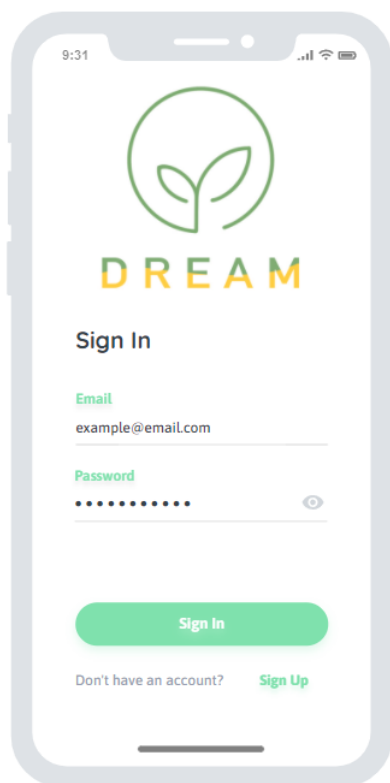 9:31
DREAM
Sign In
Email
example@email.com
Password
•••••••••••
Sign In
Don't have an account? Sign Up